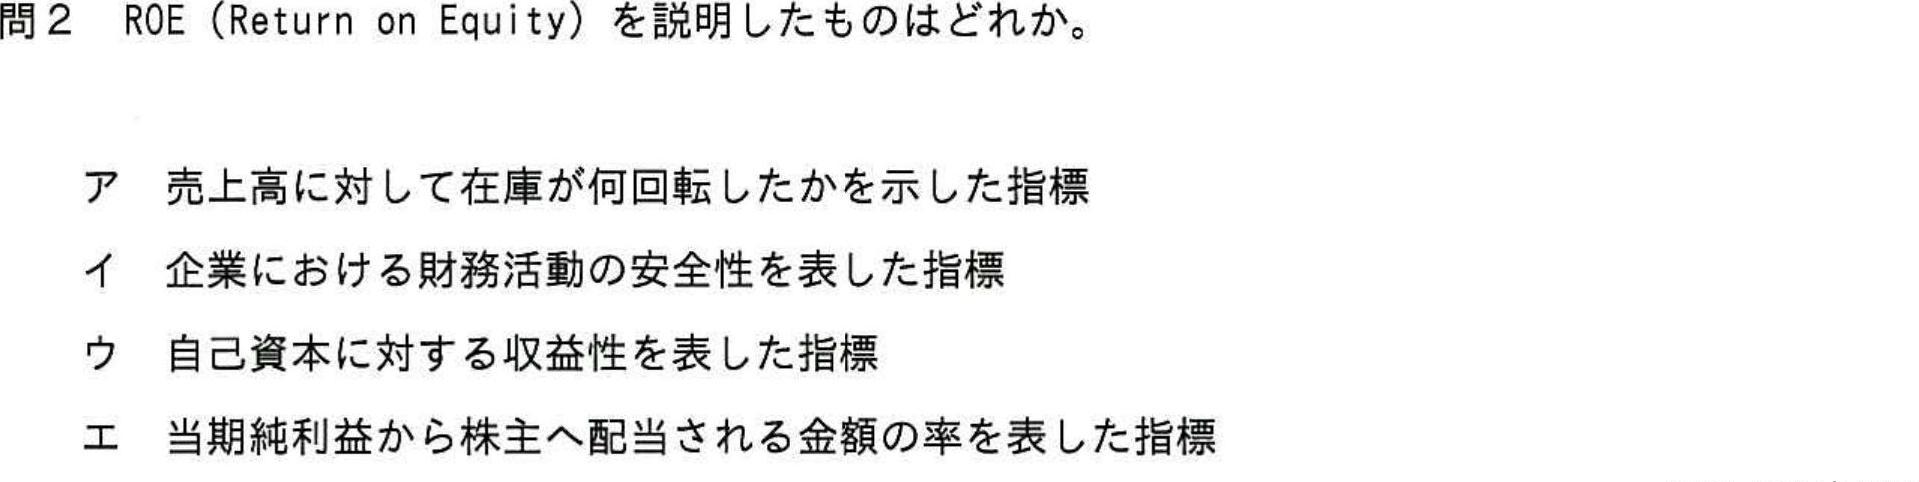 問２　ROE（Return on Equity）を説明したものはどれか。
ア　売上高に対して在庫が何回転したかを示した指標
イ　企業における財務活動の安全性を表した指標
ウ　自己資本に対する収益性を表した指標
エ　当期純利益から株主へ配当される金額の率を表した指標